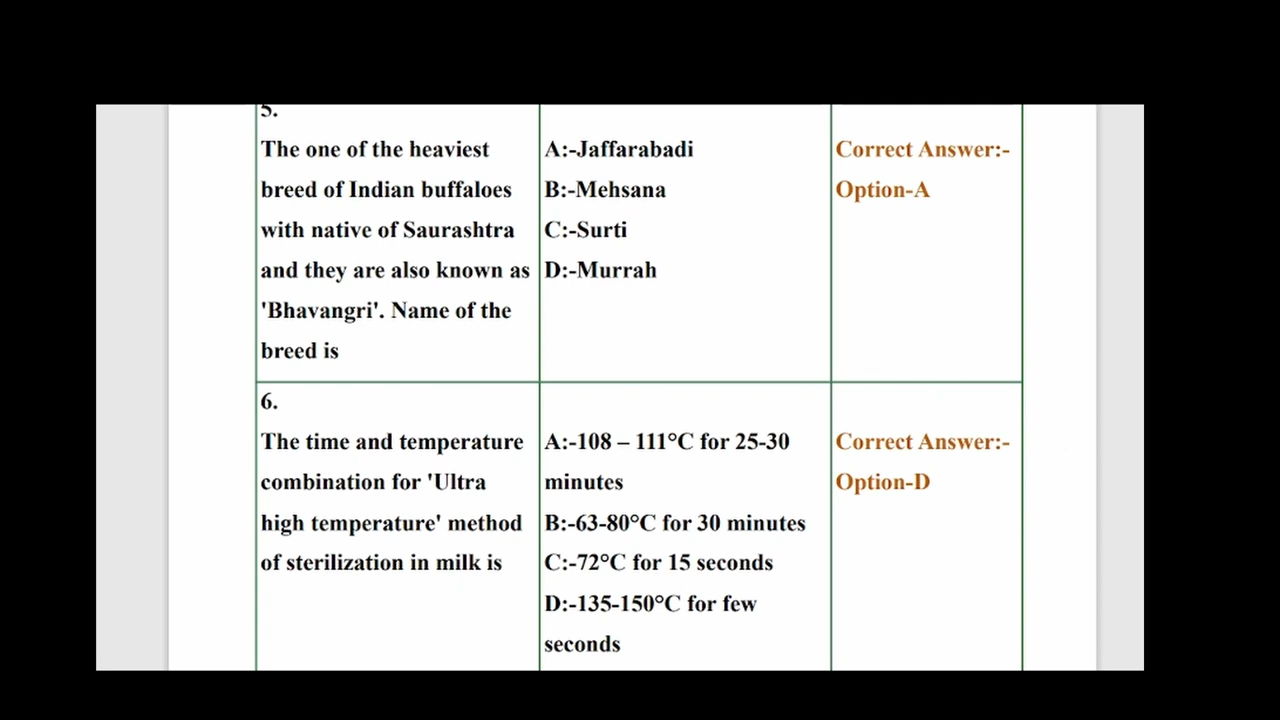 5.
The one of the heaviest
breed of Indian buffaloes
with native of Saurashtra
and they are also known as
'Bhavangri'. Name of the
breed is
A:-Jaffarabadi
B:-Mehsana
C:-Surti
D:-Murrah
Correct Answer:-
Option-A
6.
The time and temperature
combination for 'Ultra
high temperature' method
of sterilization in milk is
A:-108 – 111°C for 25-30
minutes
B:-63-80°C for 30 minutes
C:-72°C for 15 seconds
D:-135-150°C for few
seconds
Correct Answer:-
Option-D